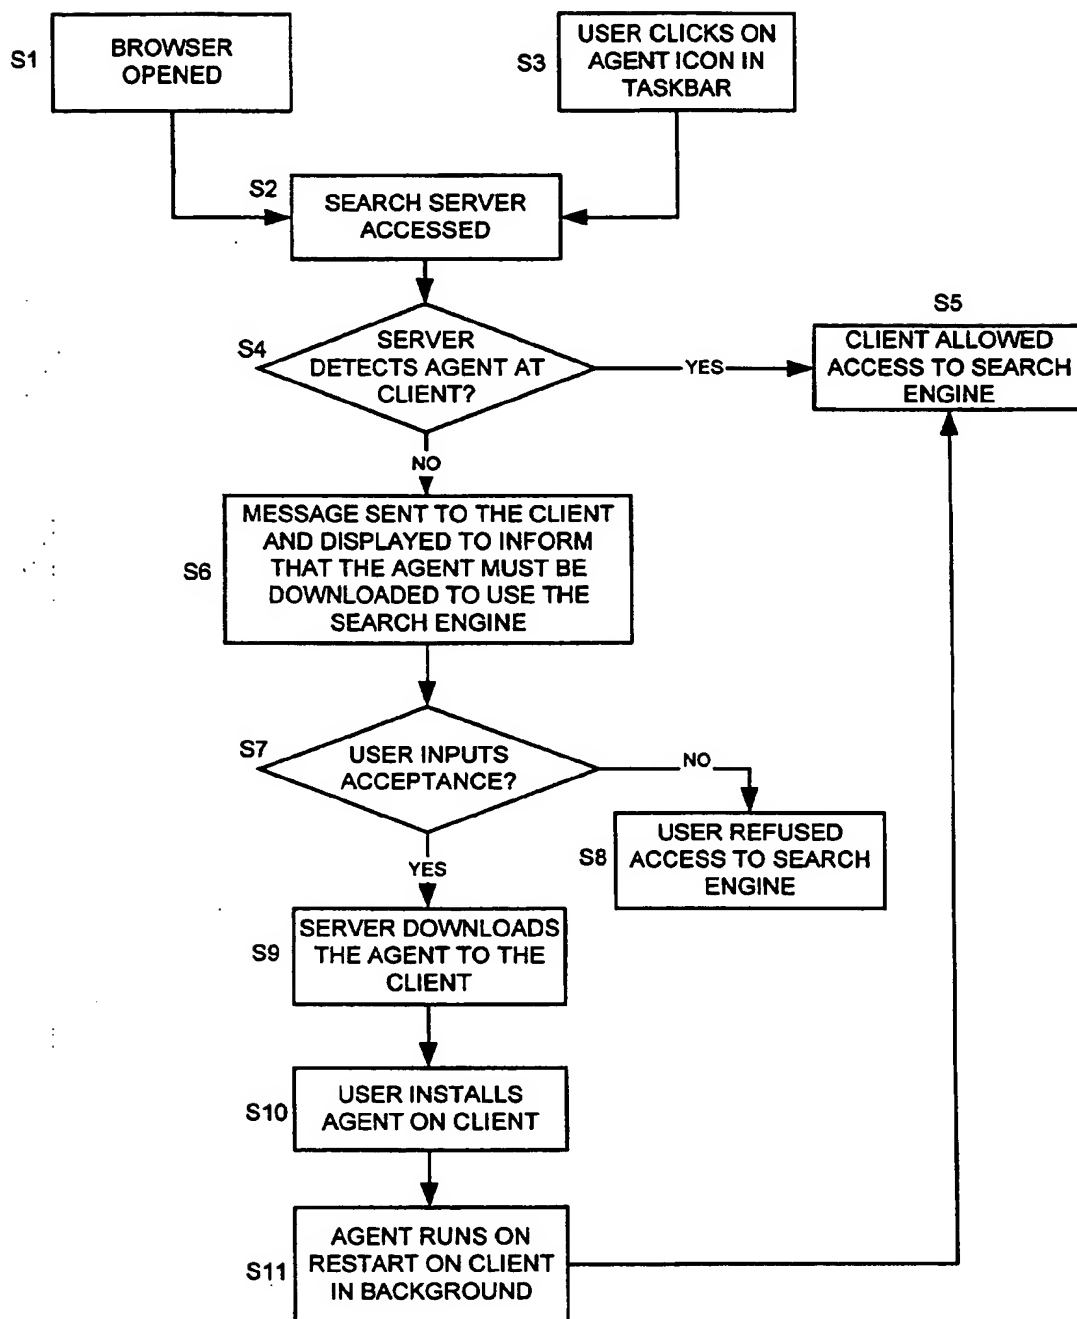 S1
BROWSER
OPENED
S3
USER CLICKS ON
AGENT ICON IN
TASKBAR
S2
SEARCH SERVER
ACCESSED
S4
SERVER
DETECTS AGENT AT
CLIENT?
YES
S5
CLIENT ALLOWED
ACCESS TO SEARCH
ENGINE
NO
S6
MESSAGE SENT TO THE CLIENT
AND DISPLAYED TO INFORM
THAT THE AGENT MUST BE
DOWNLOADED TO USE THE
SEARCH ENGINE
S7
USER INPUTS
ACCEPTANCE?
NO
S8
USER REFUSED
ACCESS TO SEARCH
ENGINE
YES
S9
SERVER DOWNLOADS
THE AGENT TO THE
CLIENT
S10
USER INSTALLS
AGENT ON CLIENT
S11
AGENT RUNS ON
RESTART ON CLIENT
IN BACKGROUND